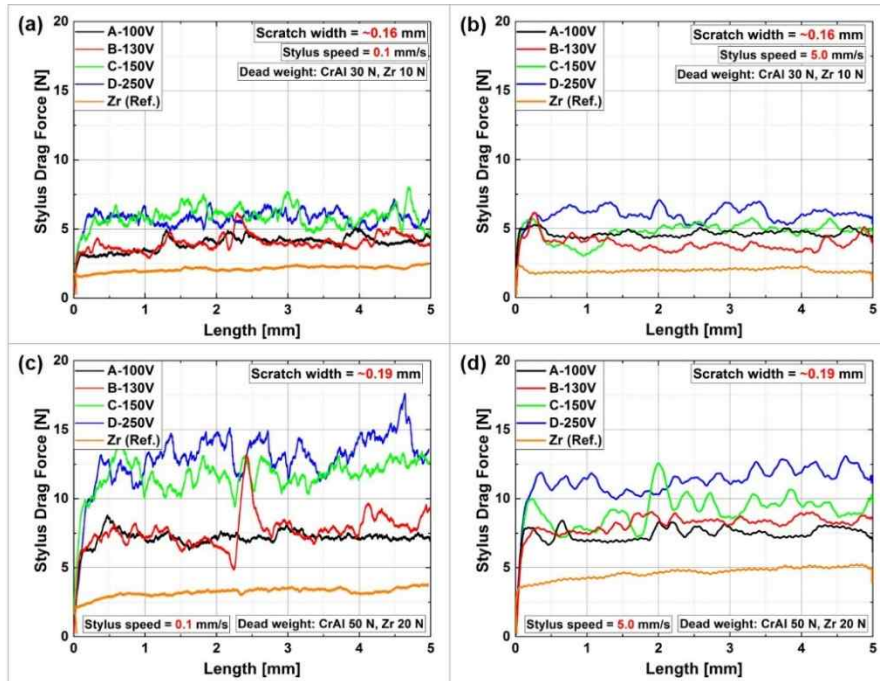 (a)
A-100V
B-130V
C-150V
D-250V
Zr (Ref.)
Scratch width = ~0.16 mm
Stylus speed = 0.1 mm/s
Dead weight: CrAl 30 N, Zr 10 N
Stylus Drag Force [N]
20
15
10
5
0
0 1 2 3 4 5
Length [mm]
(b)
A-100V
B-130V
C-150V
D-250V
Zr (Ref.)
Scratch width = ~0.16 mm
Stylus speed = 5.0 mm/s
Dead weight: CrAl 30 N, Zr 10 N
Stylus Drag Force [N]
20
15
10
5
0
0 1 2 3 4 5
Length [mm]
(c)
A-100V
B-130V
C-150V
D-250V
Zr (Ref.)
Scratch width = ~0.19 mm
Stylus Drag Force [N]
20
15
10
5
0
Stylus speed = 0.1 mm/s
Dead weight: CrAl 50 N, Zr 20 N
0 1 2 3 4 5
Length [mm]
(d)
A-100V
B-130V
C-150V
D-250V
Zr (Ref.)
Scratch width = ~0.19 mm
Stylus Drag Force [N]
20
15
10
5
0
Stylus speed = 5.0 mm/s
Dead weight: CrAl 50 N, Zr 20 N
0 1 2 3 4 5
Length [mm]